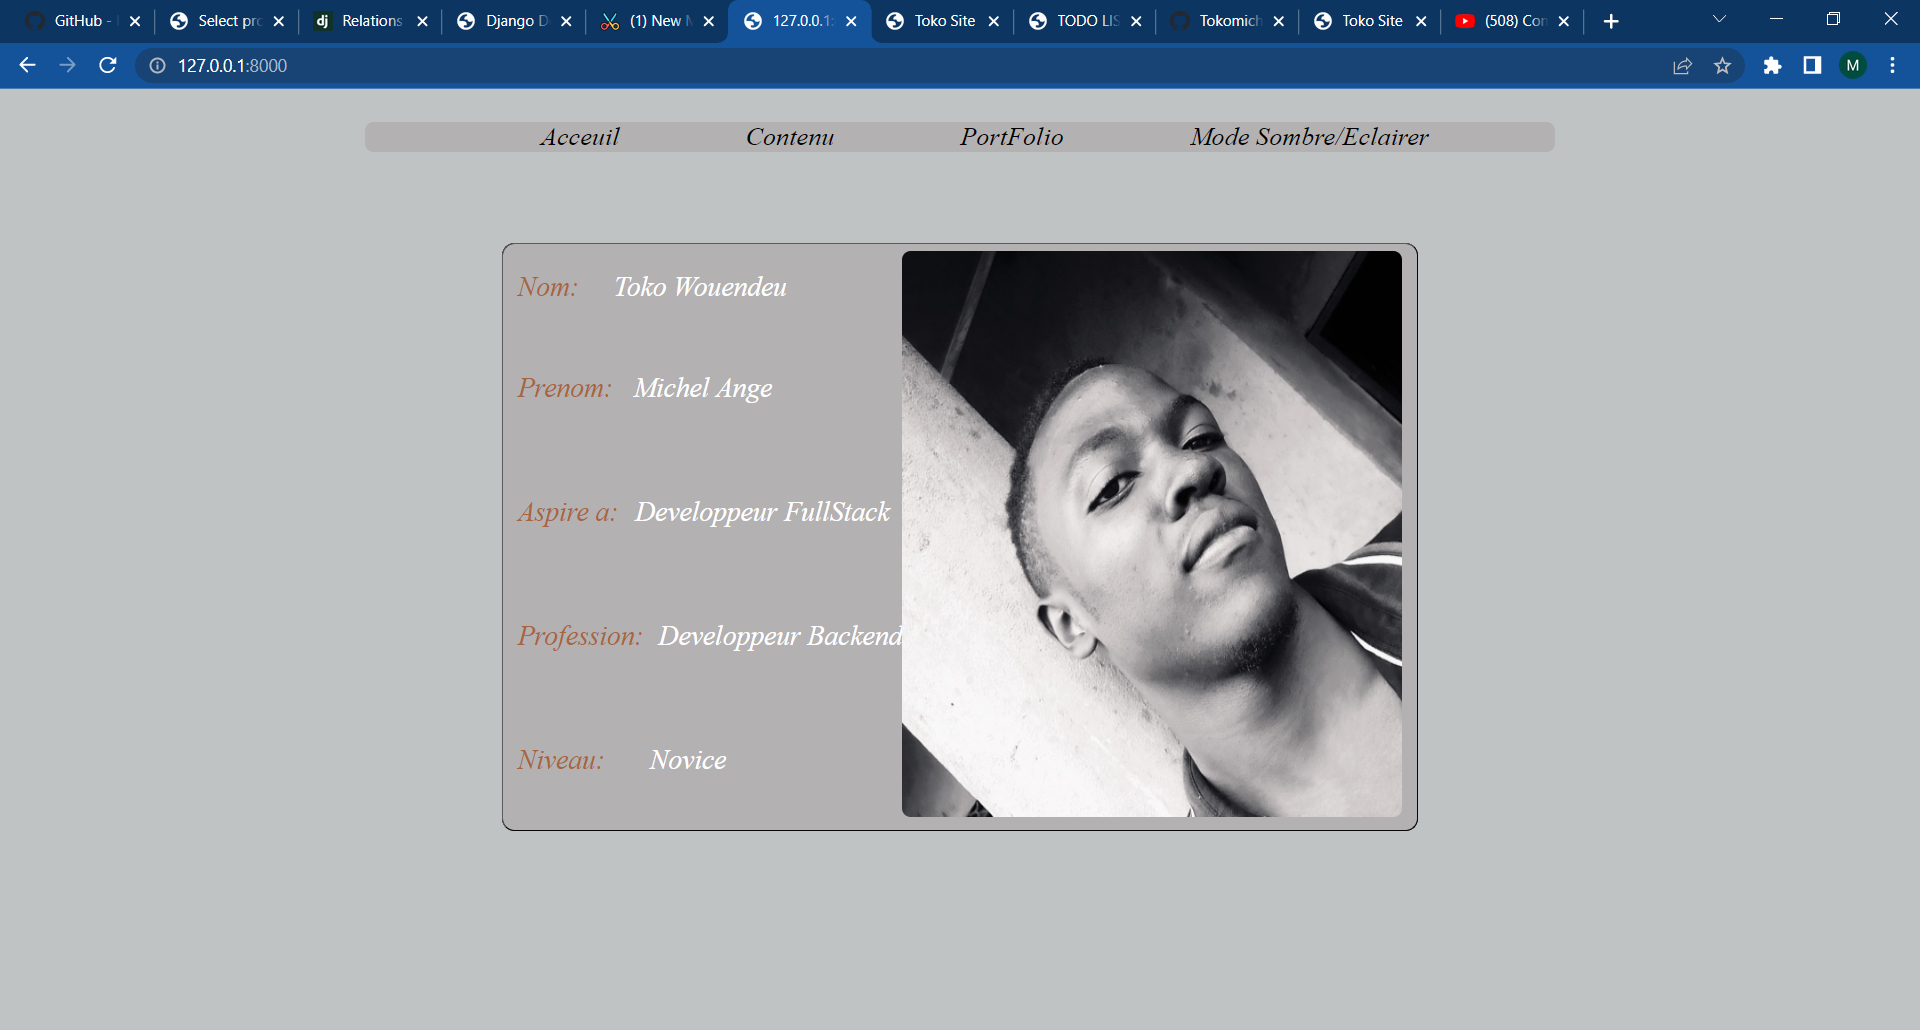 GitHub -
Select pr
Relations
Django D
(1) New
127.0.0.1:
Toko Site
TODO LIS
Tokomich
Toko Site
(508) Con
127.0.0.1:8000
M
Acceuil Contenu PortFolio Mode Sombre/Eclairer
Nom: Toko Wouendeu
Prenom: Michel Ange
Aspire a: Developpeur FullStack
Profession: Developpeur Backend
Niveau: Novice